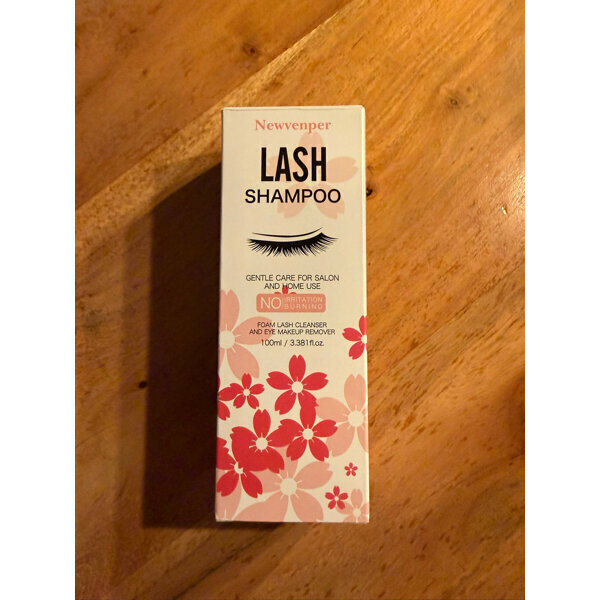 Newvenper
LASH
SHAMPOO
GENTLE CARE FOR SALON
AND HOME USE
NO IRRITATION
BURNING
FOAM LASH CLEANSER
AND EYE MAKEUP REMOVER
100ml / 3.381fl.oz.